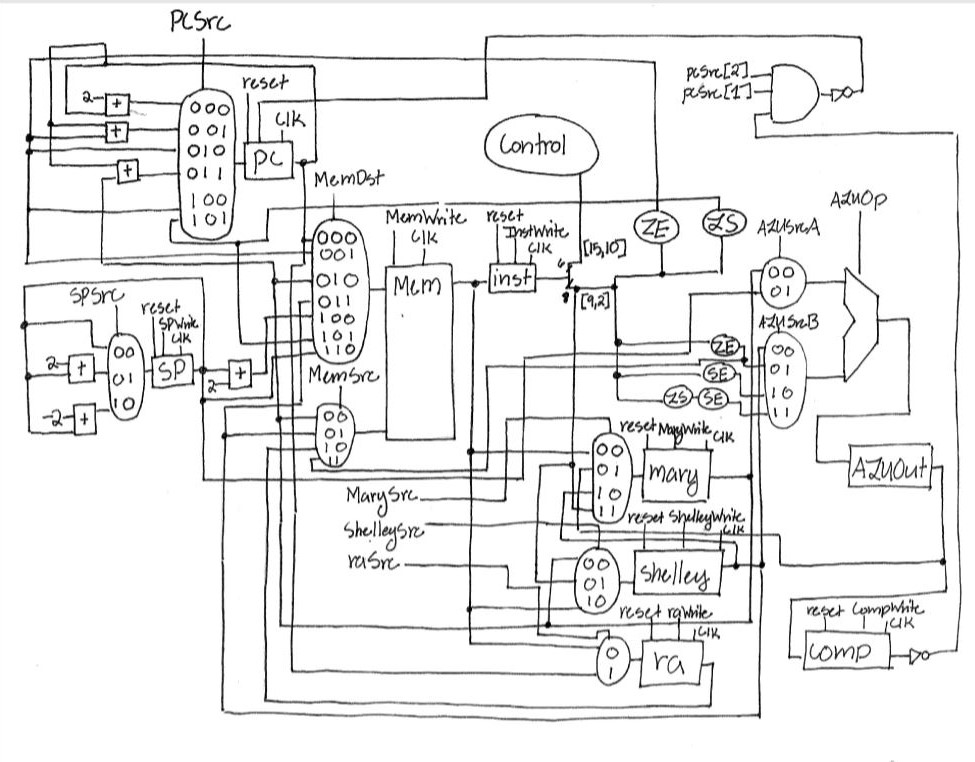 PCSrc
reset
clk
pcSrc[2]
pcSrc[1]
2
+
+
+
000
001
010
011
100
101
PC
Control
MemDst
MemWrite
clk
reset
InstWrite
clk
[15,10]
6
8
[9,2]
ZE
ZS
ALUSrcA
ALUOp
000
001
010
011
100
101
110
Mem
inst
00
01
SPSrc
reset
SPWrite
clk
2
+
-2
+
00
01
10
SP
2
+
ALUSrcB
ZE
SE
ZS
SE
00
01
10
11
MemSrc
00
01
10
11
MarySrc
ShelleySrc
raSrc
reset MaryWrite
clk
00
01
10
11
mary
ALUOut
reset ShelleyWrite
clk
00
01
10
shelley
reset raWrite
clk
0
1
ra
reset CompWrite
clk
Comp